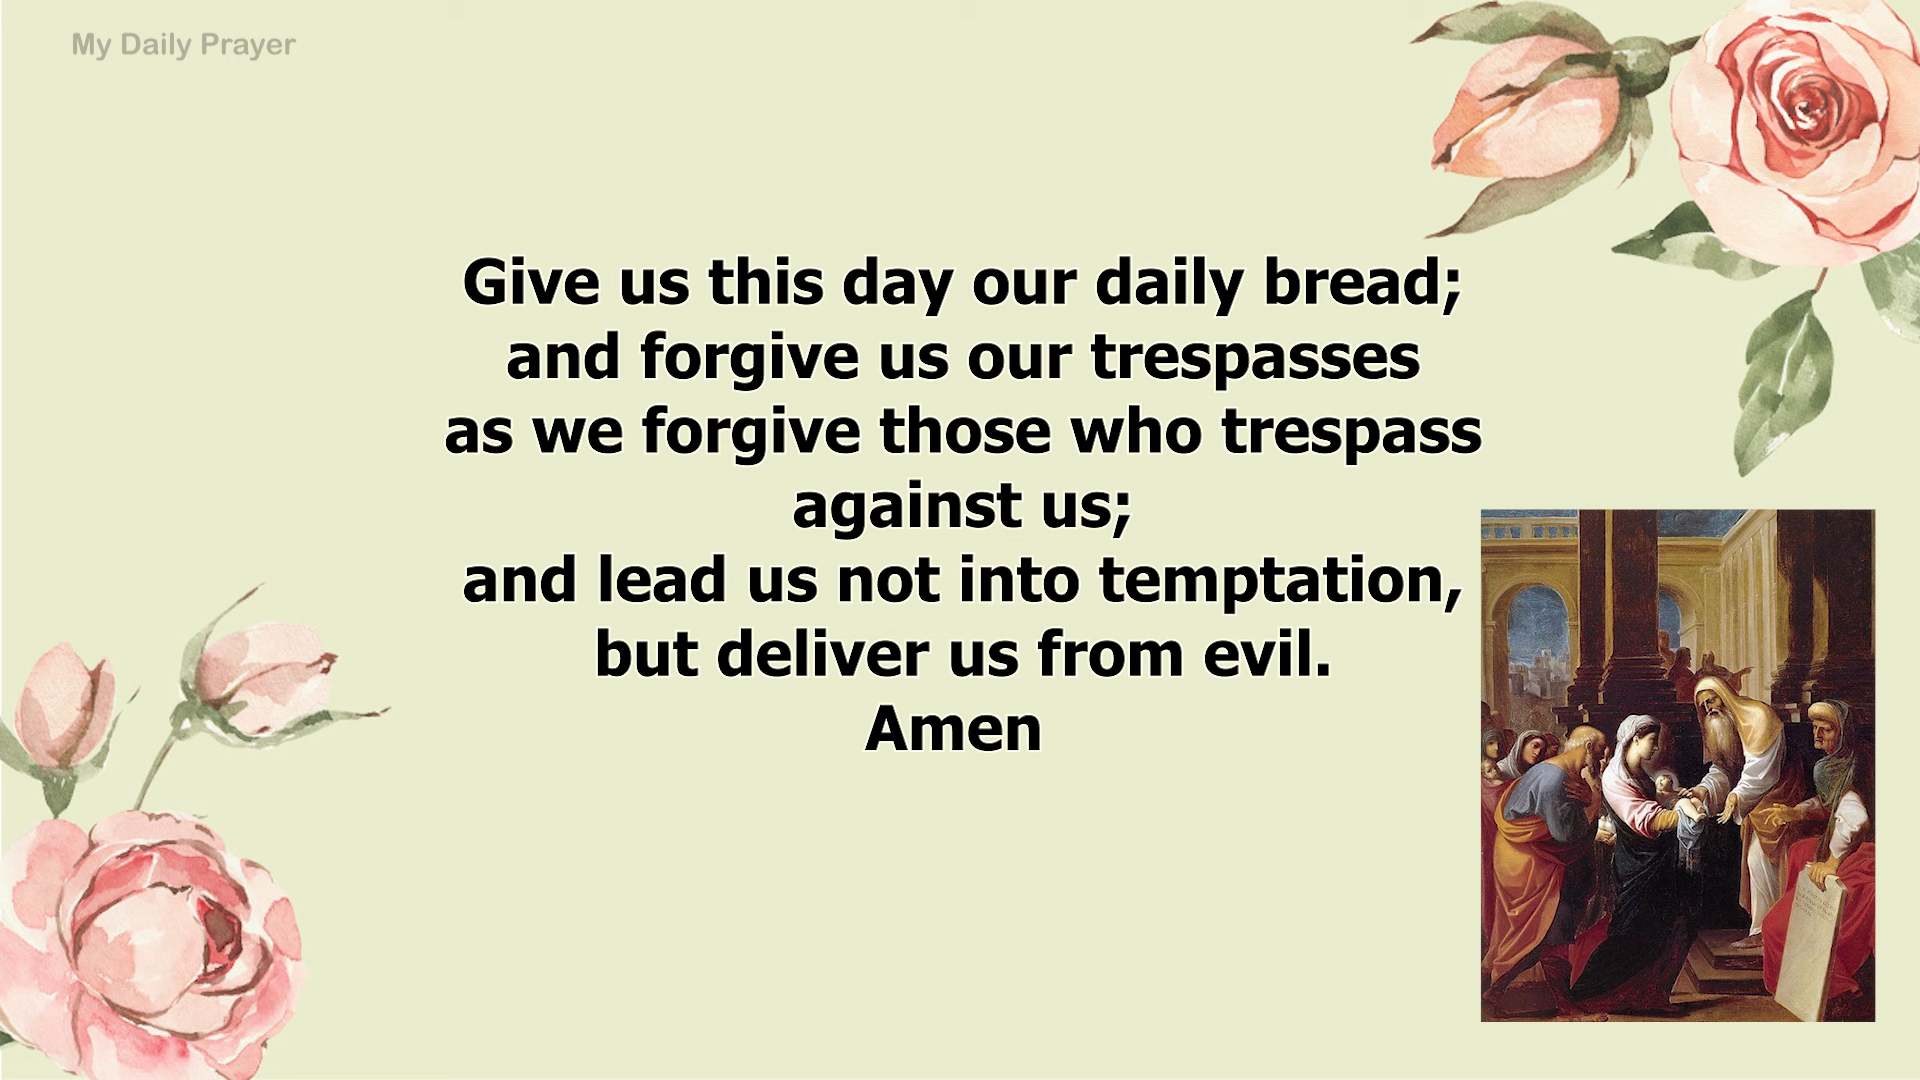 My Daily Prayer
Give us this day our daily bread;
and forgive us our trespasses
as we forgive those who trespass
against us;
and lead us not into temptation,
but deliver us from evil.
Amen